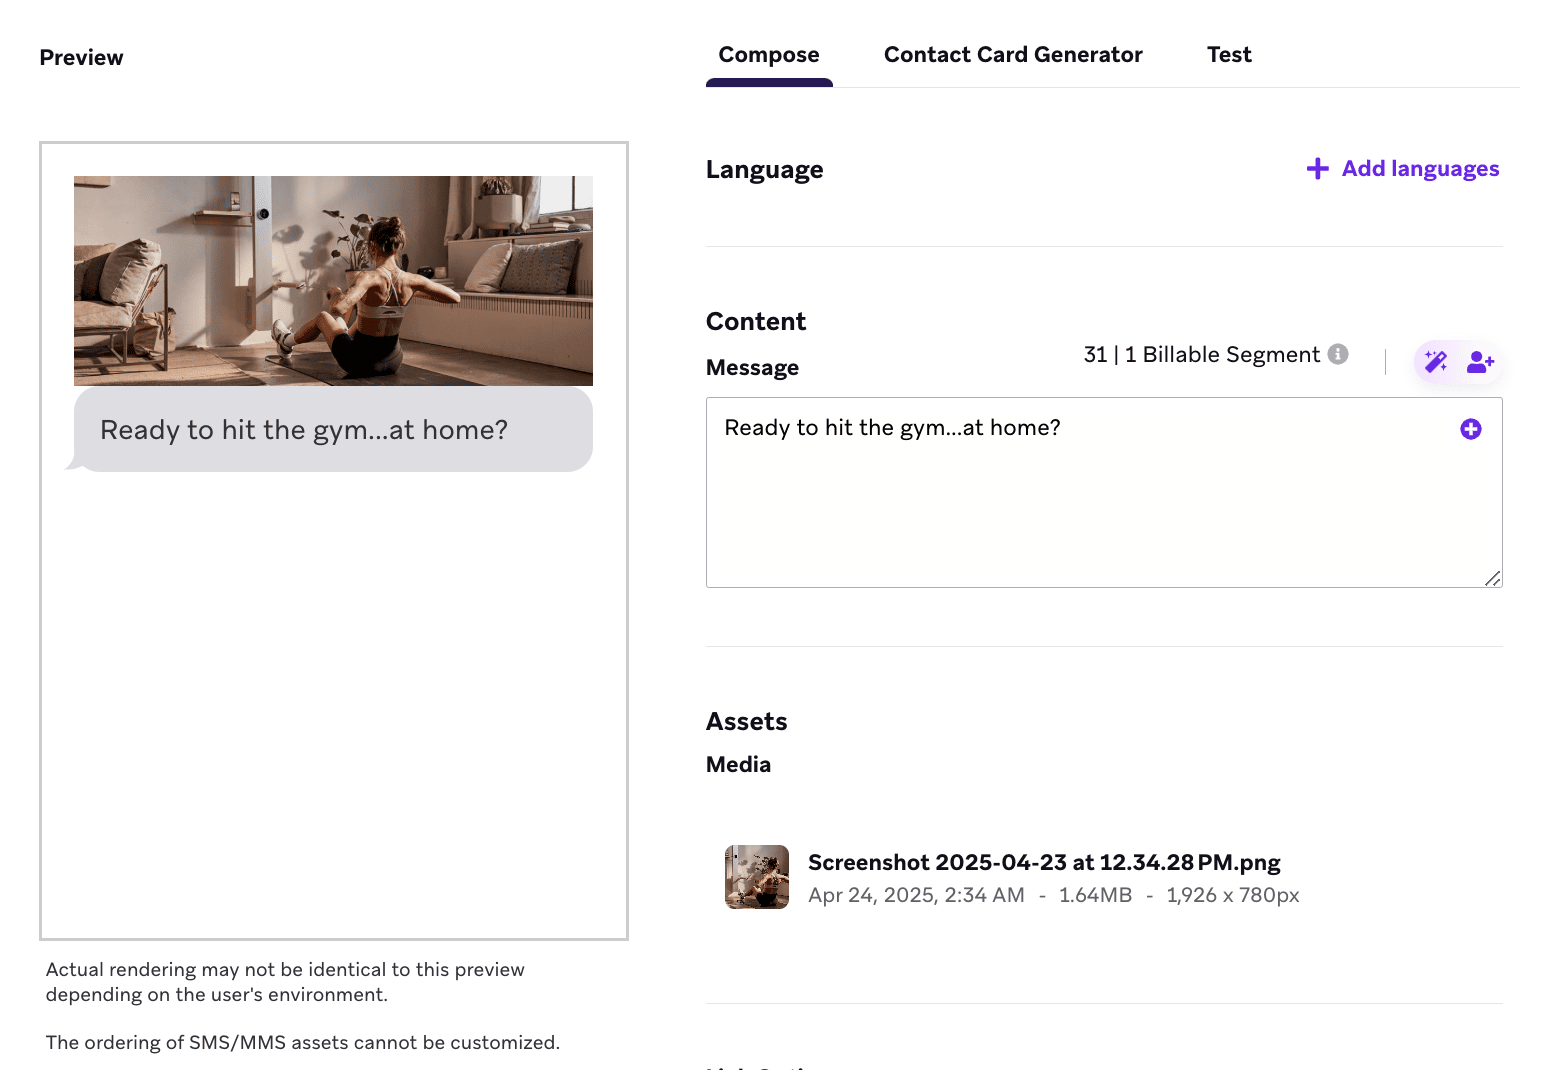 Preview
Compose
Contact Card Generator
Test
Language
Add languages
Content
Message
31 | 1 Billable Segment
Ready to hit the gym...at home?
Ready to hit the gym...at home?
Assets
Media
Screenshot 2025-04-23 at 12.34.28 PM.png
Apr 24, 2025, 2:34 AM - 1.64MB - 1,926 x 780px
Actual rendering may not be identical to this preview
depending on the user's environment.
The ordering of SMS/MMS assets cannot be customized.